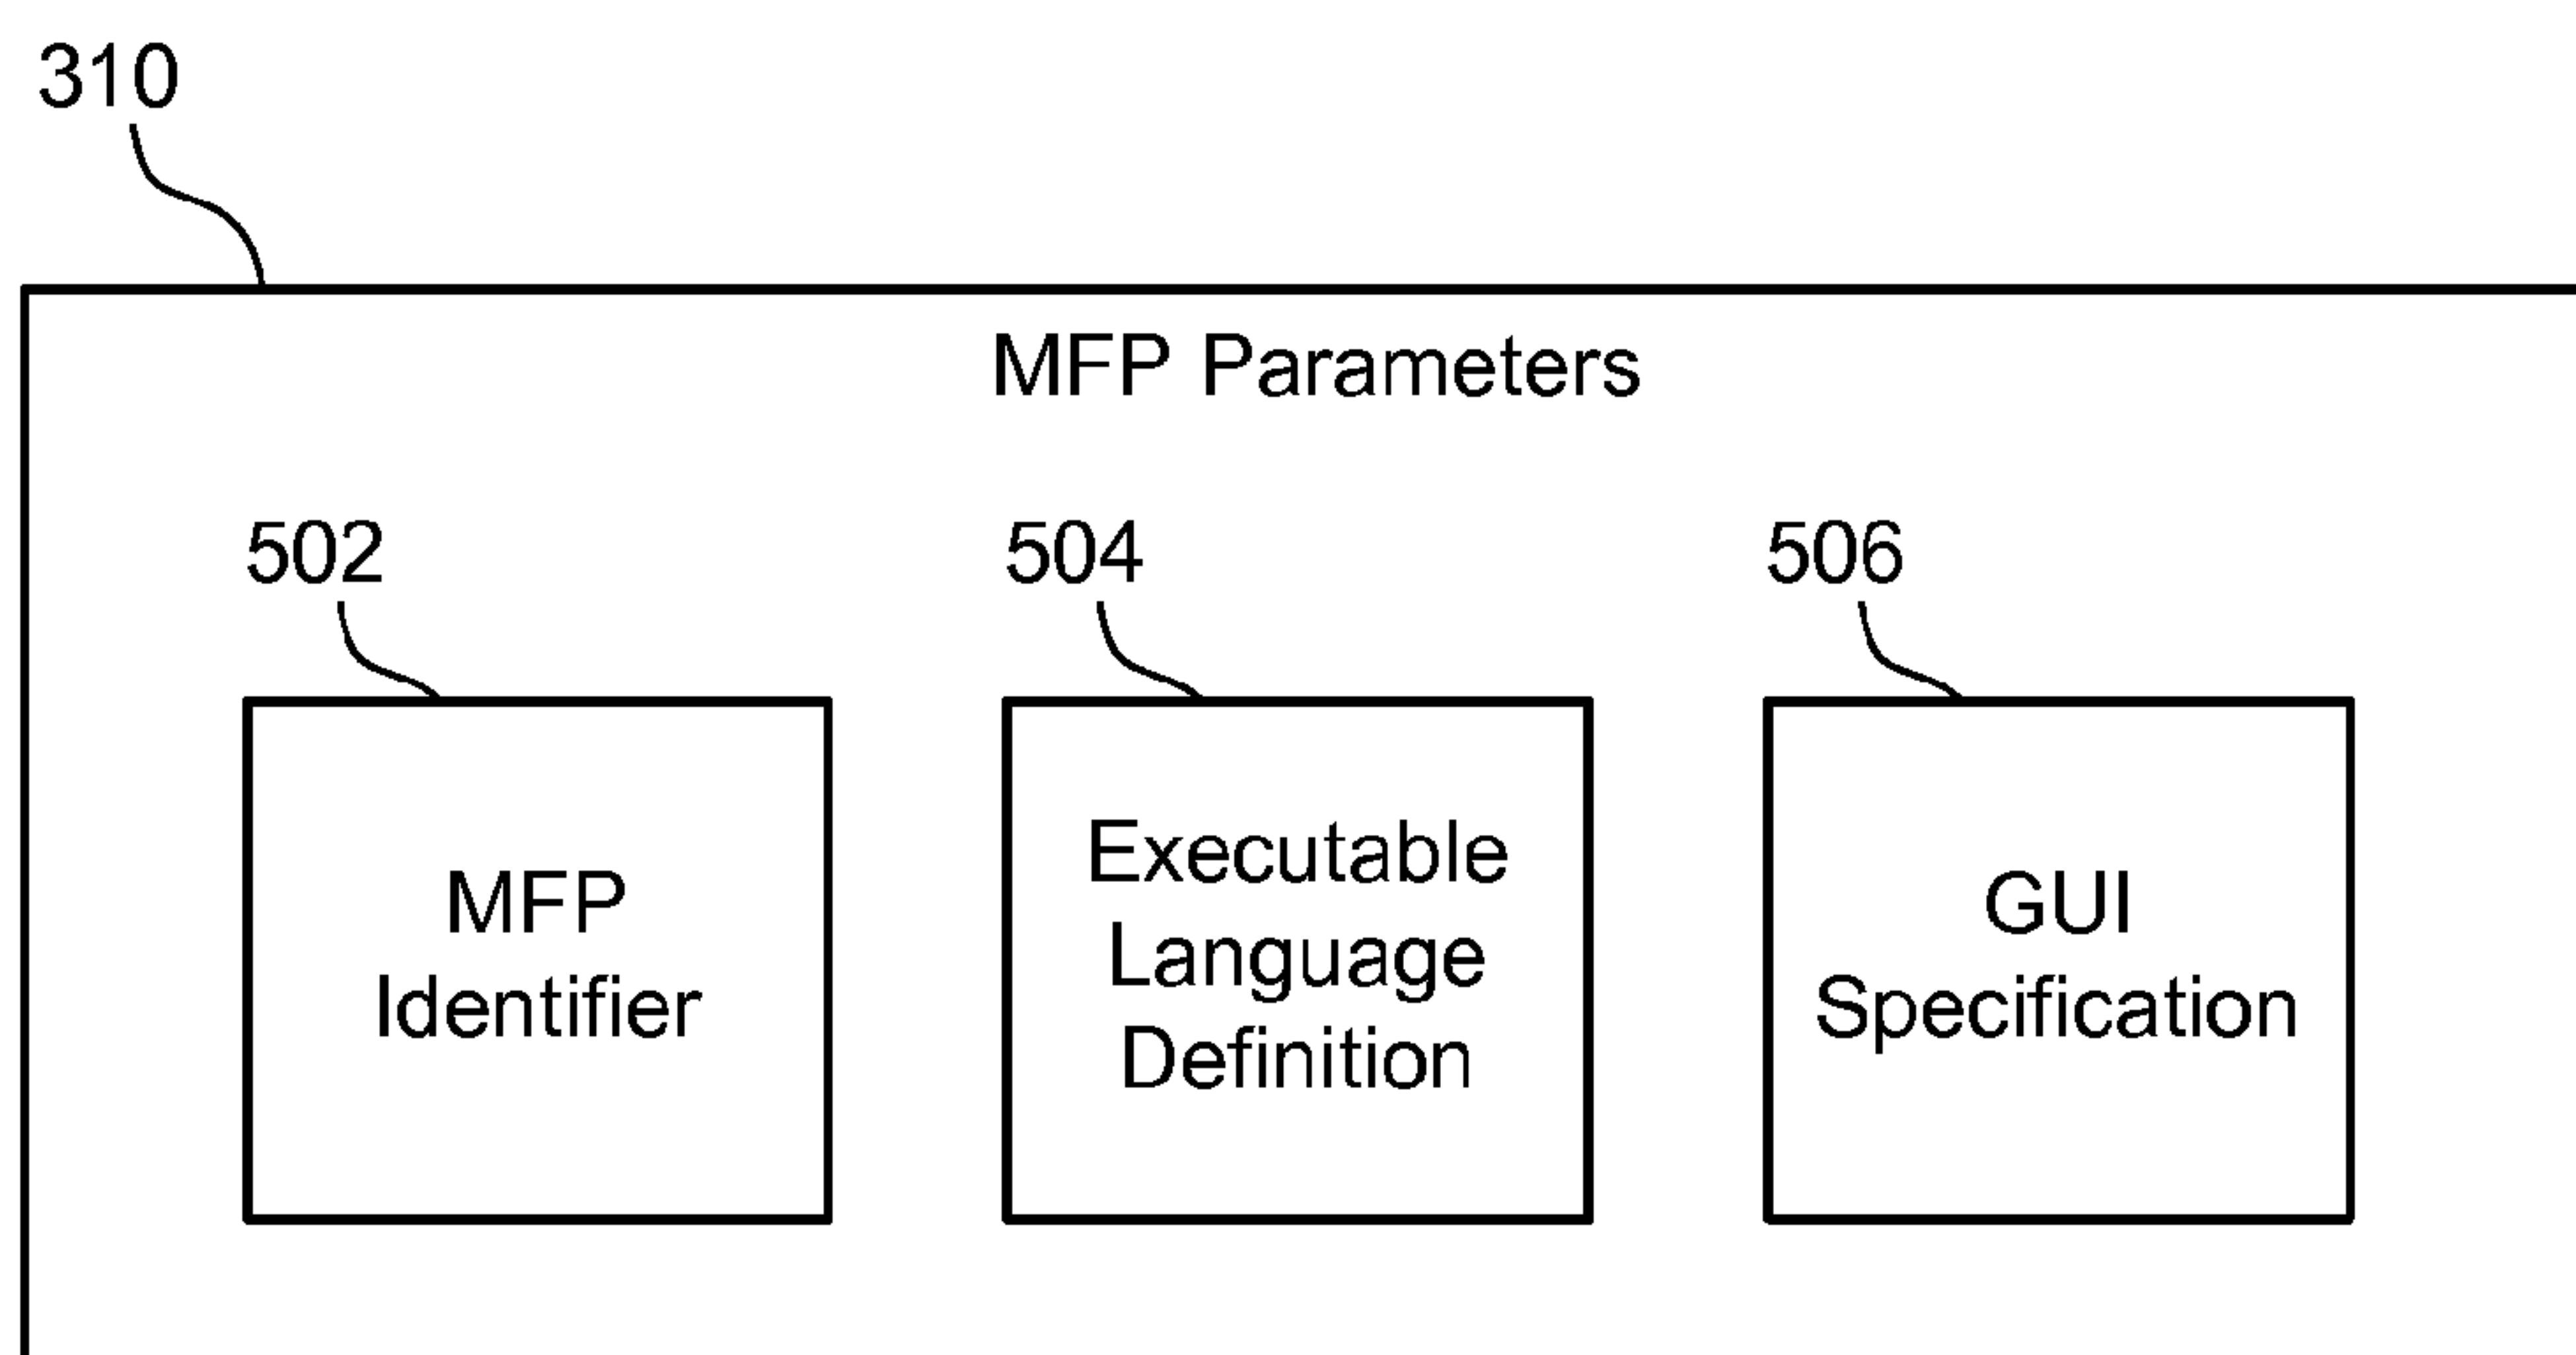 310
MFP Parameters
502
504
506
MFP
Identifier
Executable
Language
Definition
GUI
Specification